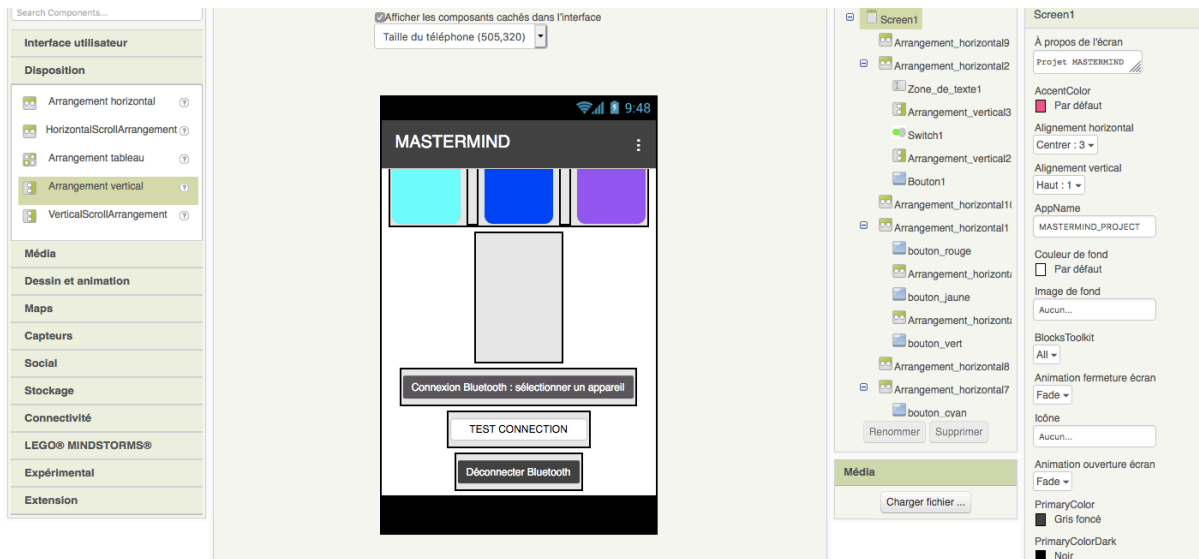 Search Components...
Interface utilisateur
Disposition
Arrangement horizontal
HorizontalScrollArrangement
Arrangement tableau
Arrangement vertical
VerticalScrollArrangement
Média
Dessin et animation
Maps
Capteurs
Social
Stockage
Connectivité
LEGO® MINDSTORMS®
Expérimental
Extension
Afficher les composants cachés dans l'interface
Taille du téléphone (505,320)
9:48
MASTERMIND
Connexion Bluetooth : sélectionner un appareil
TEST CONNECTION
Déconnecter Bluetooth
Screen1
Arrangement_horizontal9
Arrangement_horizontal2
Zone_de_texte1
Arrangement_vertical3
Switch1
Arrangement_vertical2
Bouton1
Arrangement_horizontal1(
Arrangement_horizontal1
bouton_rouge
Arrangement_horizonta
bouton_jaune
Arrangement_horizonta
bouton_vert
Arrangement_horizontal8
Arrangement_horizontal7
bouton_cyan
Renommer
Supprimer
Média
Charger fichier ...
Screen1
À propos de l'écran
Projet MASTERMIND
AccentColor
Par défaut
Alignement horizontal
Centrer : 3
Alignement vertical
Haut : 1
AppName
MASTERMIND_PROJECT
Couleur de fond
Par défaut
Image de fond
Aucun...
BlocksToolkit
All
Animation fermeture écran
Fade
Icône
Aucun...
Animation ouverture écran
Fade
PrimaryColor
Gris foncé
PrimaryColorDark
Noir